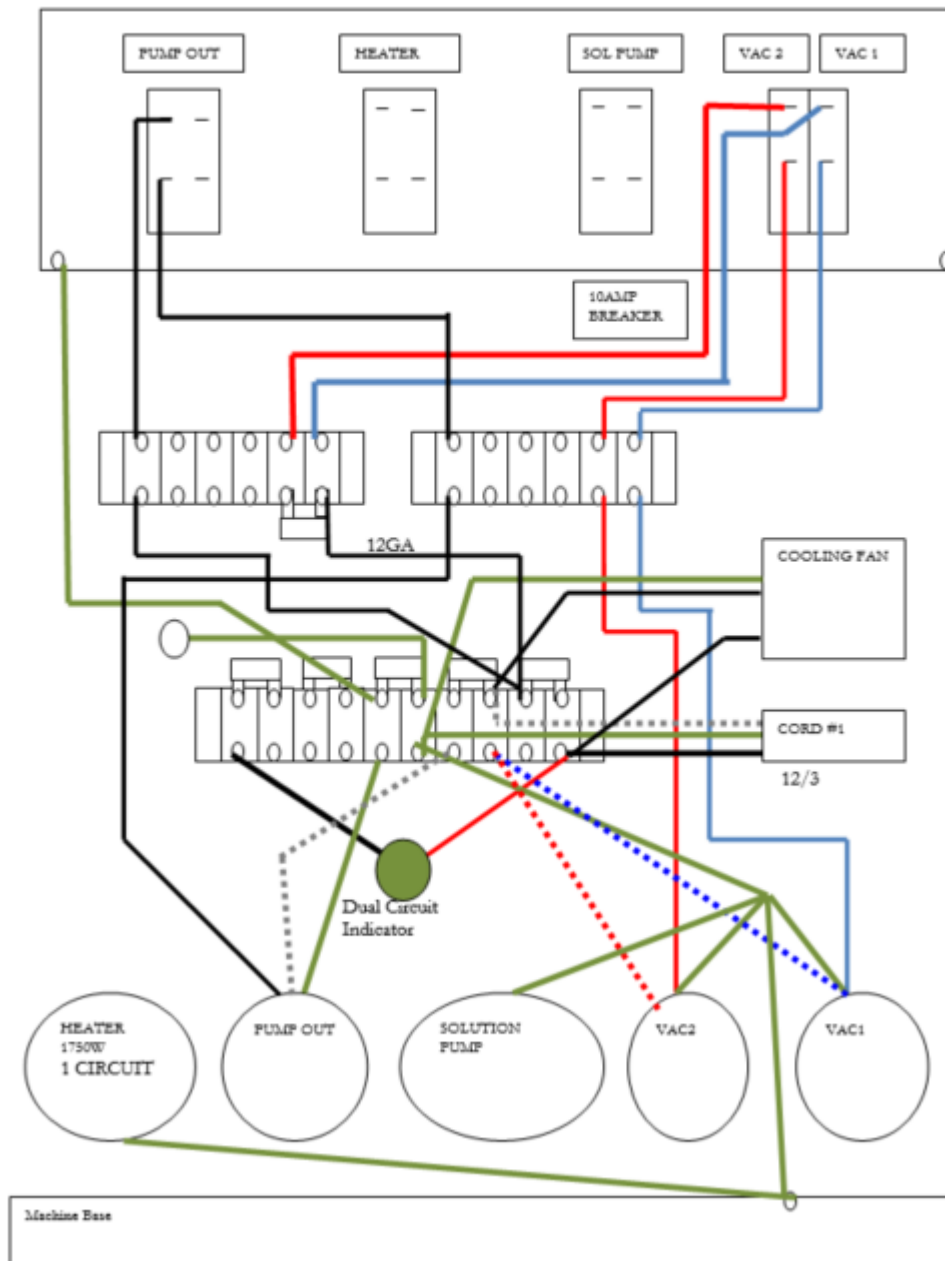 PUMP OUT
HEATER
SOL PUMP
VAC 2
VAC 1
10AMP
BREAKER
12GA
COOLING FAN
CORD #1
12/3
Dual Circuit
Indicator
HEATER
1750W
1 CIRCUIT
PUMP OUT
SOLUTION
PUMP
VAC2
VAC1
Machine Base